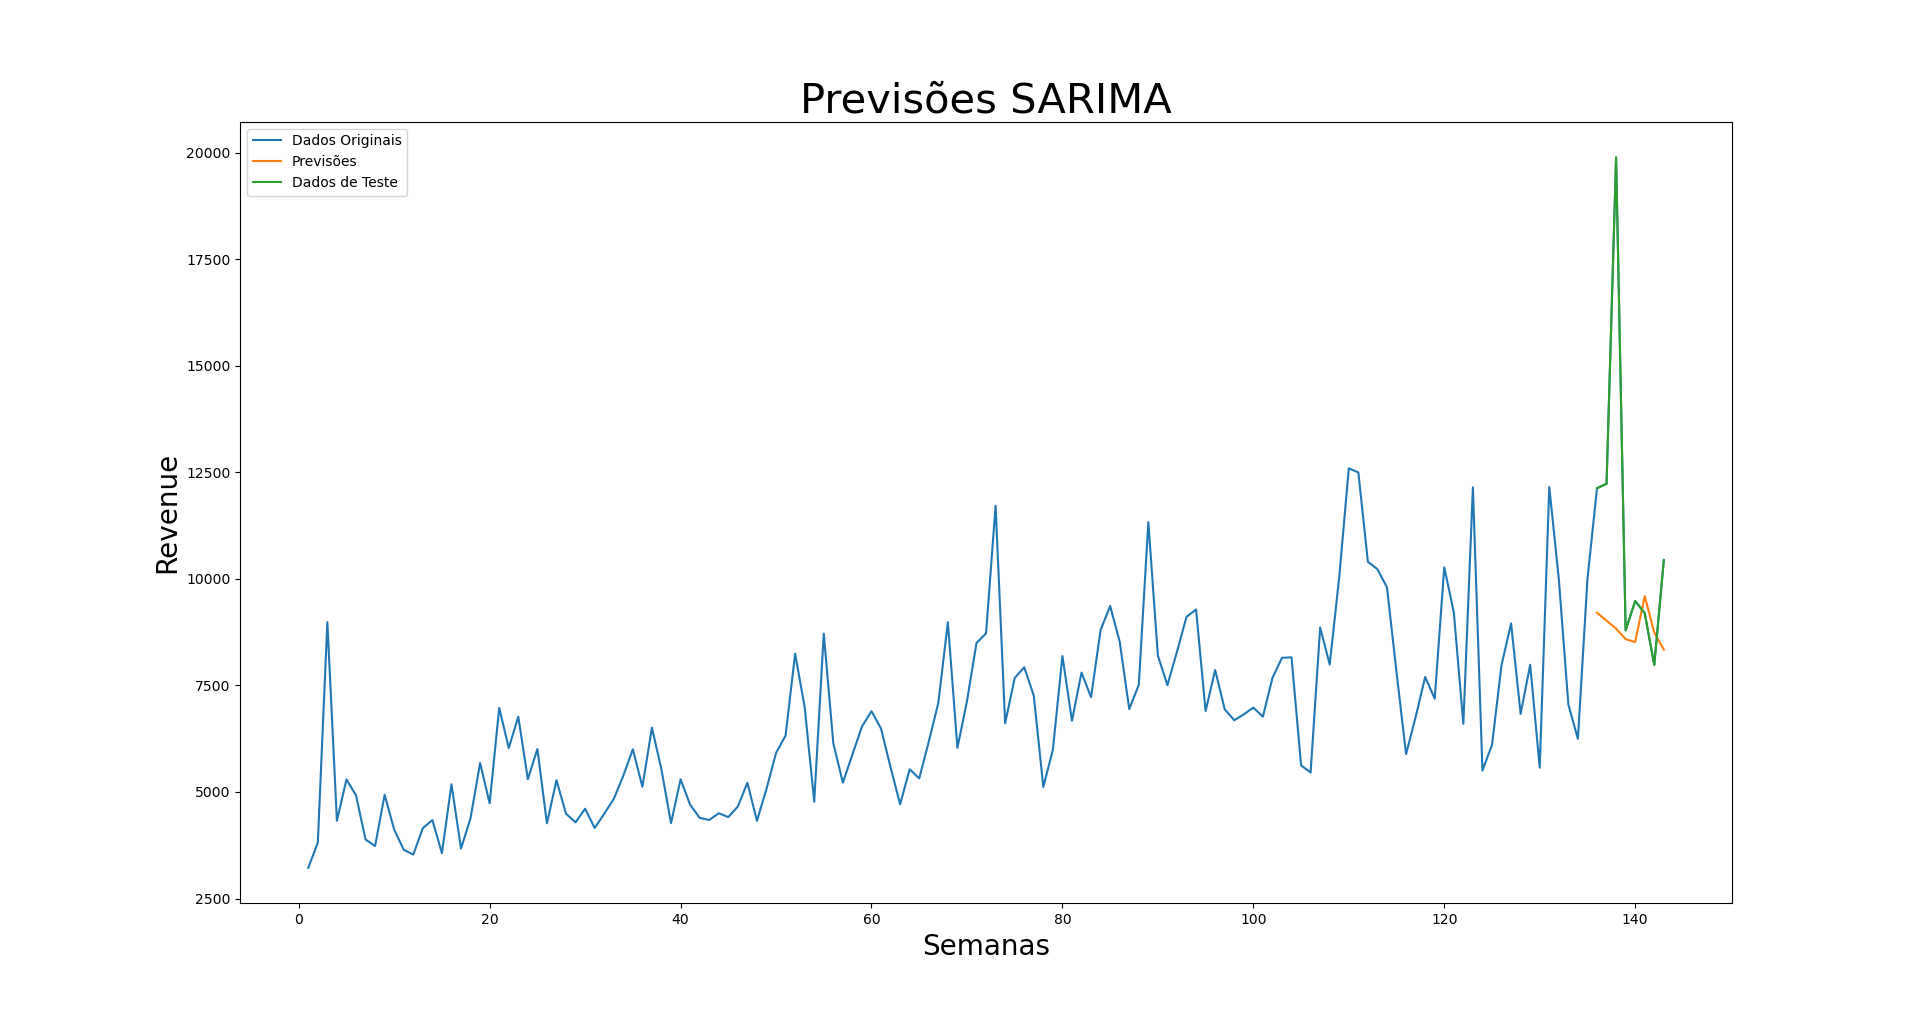 Previsões SARIMA
Dados Originais
Previsões
Dados de Teste
20000
17500
15000
12500
10000
7500
5000
2500
Revenue
0 20 40 60 80 100 120 140
Semanas